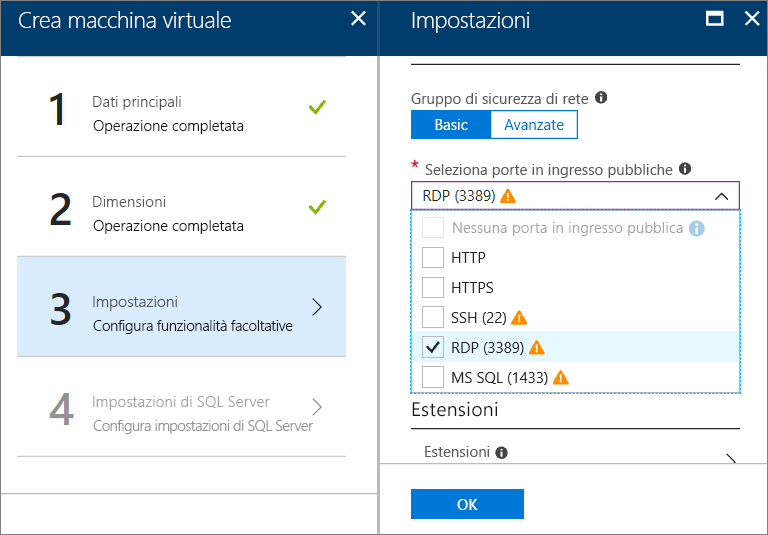 Crea macchina virtuale
1
Dati principali
Operazione completata
2
Dimensioni
Operazione completata
3
Impostazioni
Configura funzionalità facoltative
4
Impostazioni di SQL Server
Configura impostazioni di SQL Server
Impostazioni
Gruppo di sicurezza di rete
Basic
Avanzate
* Seleziona porte in ingresso pubbliche
RDP (3389)
Nessuna porta in ingresso pubblica
HTTP
HTTPS
SSH (22)
RDP (3389)
MS SQL (1433)
Estensioni
Estensioni
OK